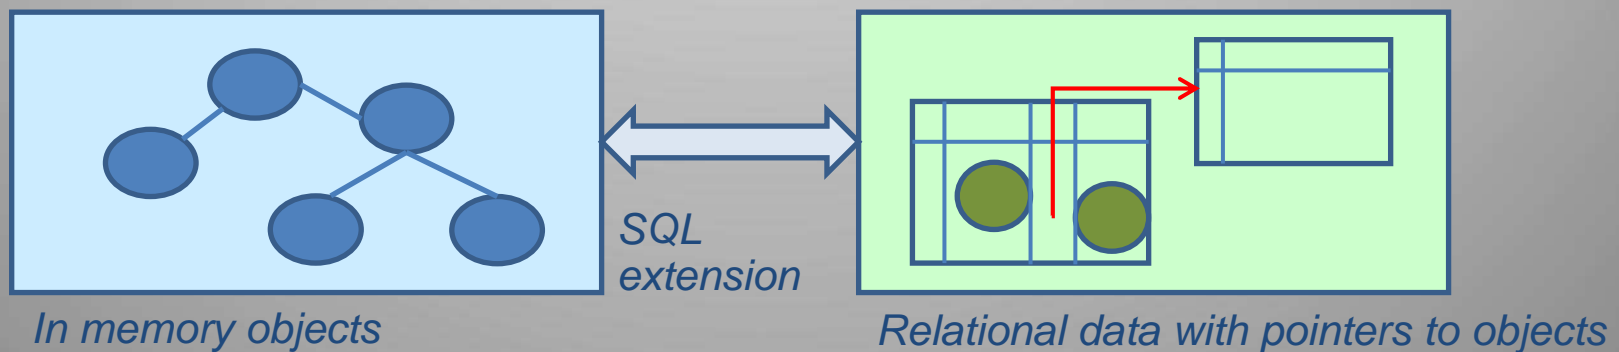 SQL
extension
In memory objects
Relational data with pointers to objects